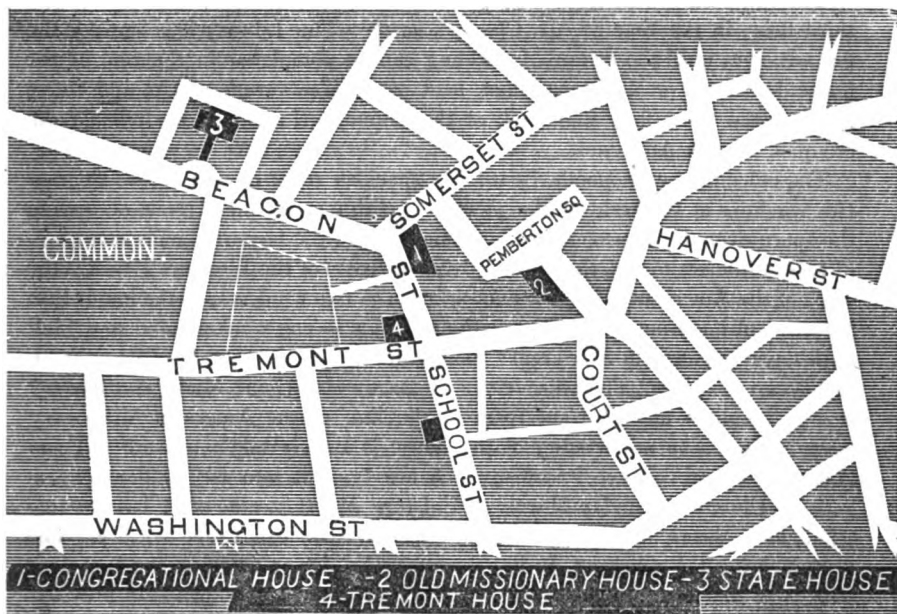 3
BEACON ST
SOMERSET ST
1
PEMBERTON SQ
COMMON.
2
HANOVER ST
4
TREMONT ST
SCHOOL ST
COURT ST
WASHINGTON ST
1-CONGREGATIONAL HOUSE -2 OLD MISSIONARY HOUSE-3 STATE HOUSE
4-TREMONT HOUSE